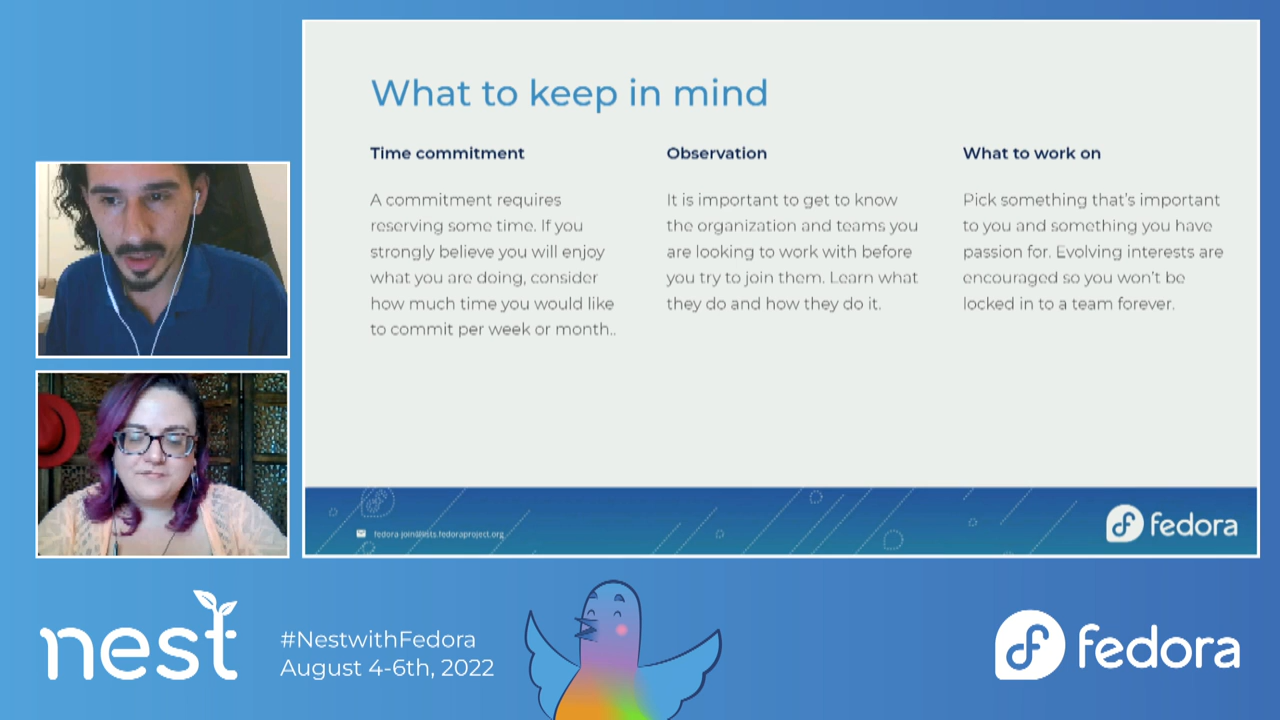 What to keep in mind
Time commitment
A commitment requires
reserving some time. If you
strongly believe you will enjoy
what you are doing, consider
how much time you would like
to commit per week or month..
Observation
It is important to get to know
the organization and teams you
are looking to work with before
you try to join them. Learn what
they do and how they do it.
What to work on
Pick something that's important
to you and something you have
passion for. Evolving interests are
encouraged so you won't be
locked in to a team forever.
fedora-join@lists.fedoraproject.org
fedora
nest
#NestwithFedora
August 4-6th, 2022
fedora